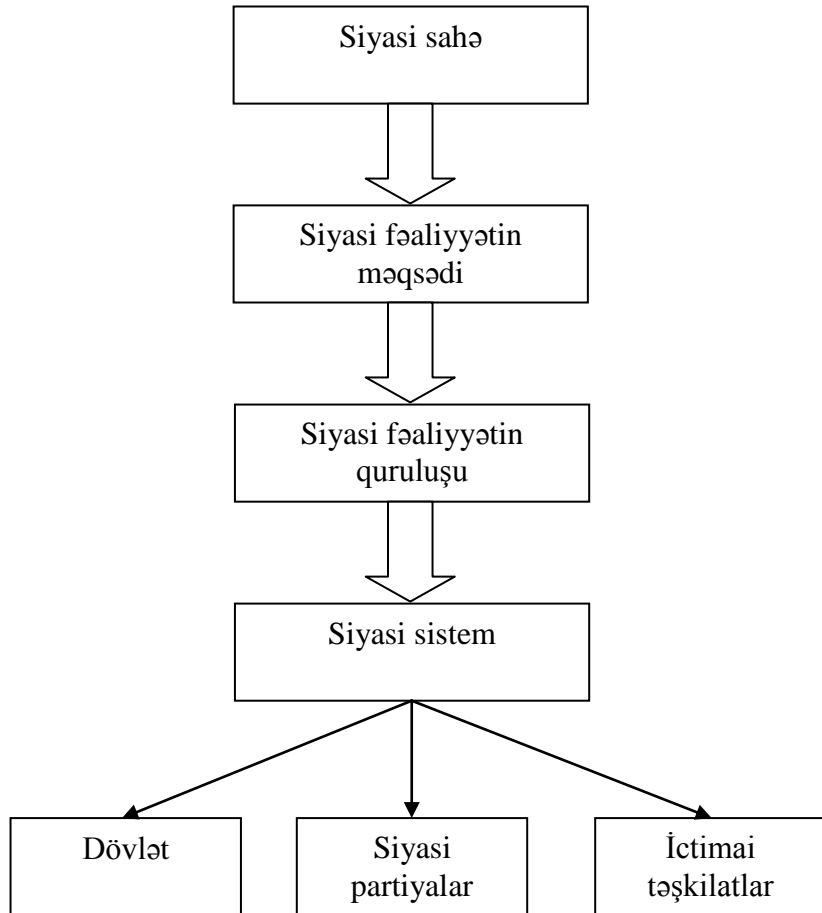 Siyasi sahə
Siyasi fəaliyyətin
məqsədi
Siyasi fəaliyyətin
quruluşu
Siyasi sistem
Dövlət
Siyasi
partiyalar
İctimai
təşkilatlar